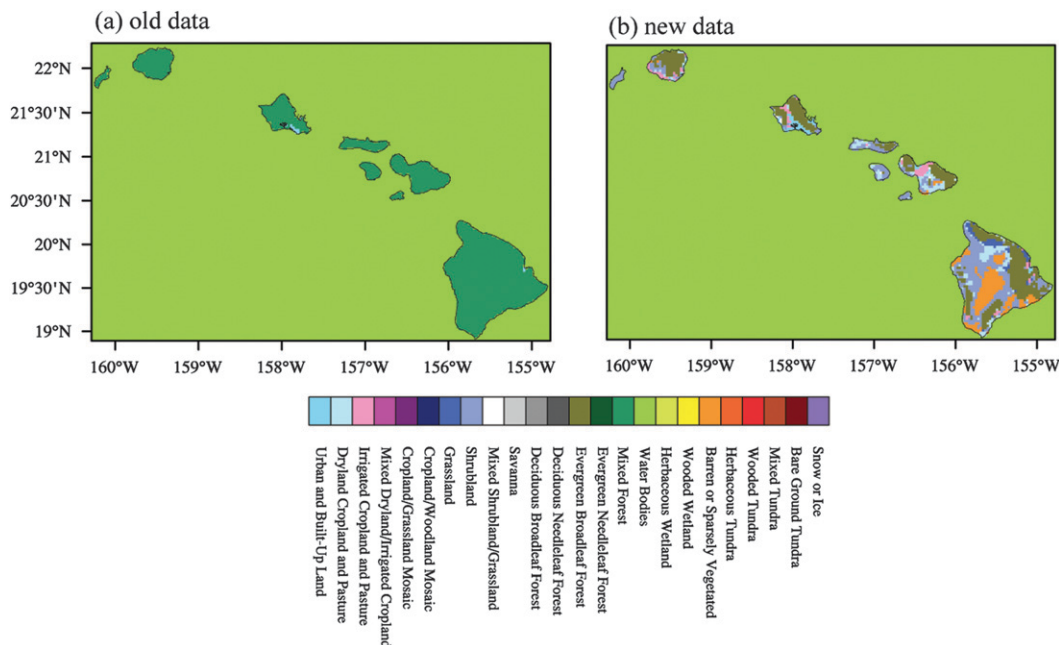 (a) old data
(b) new data
22°N
21°30'N
21°N
20°30'N
20°N
19°30'N
19°N
160°W
159°W
158°W
157°W
156°W
155°W
160°W
159°W
158°W
157°W
156°W
155°W
Urban and Built-Up Land
Dryland Cropland and Pasture
Irrigated Cropland and Pasture
Mixed Dryland/Irrigated Cropland
Cropland/Grassland Mosaic
Cropland/Woodland Mosaic
Grassland
Shrubland
Mixed Shrubland/Grassland
Savanna
Deciduous Broadleaf Forest
Deciduous Needleleaf Forest
Evergreen Broadleaf Forest
Evergreen Needleleaf Forest
Mixed Forest
Water Bodies
Herbaceous Wetland
Wooded Wetland
Barren or Sparsely Vegetated
Herbaceous Tundra
Wooded Tundra
Mixed Tundra
Bare Ground Tundra
Snow or Ice